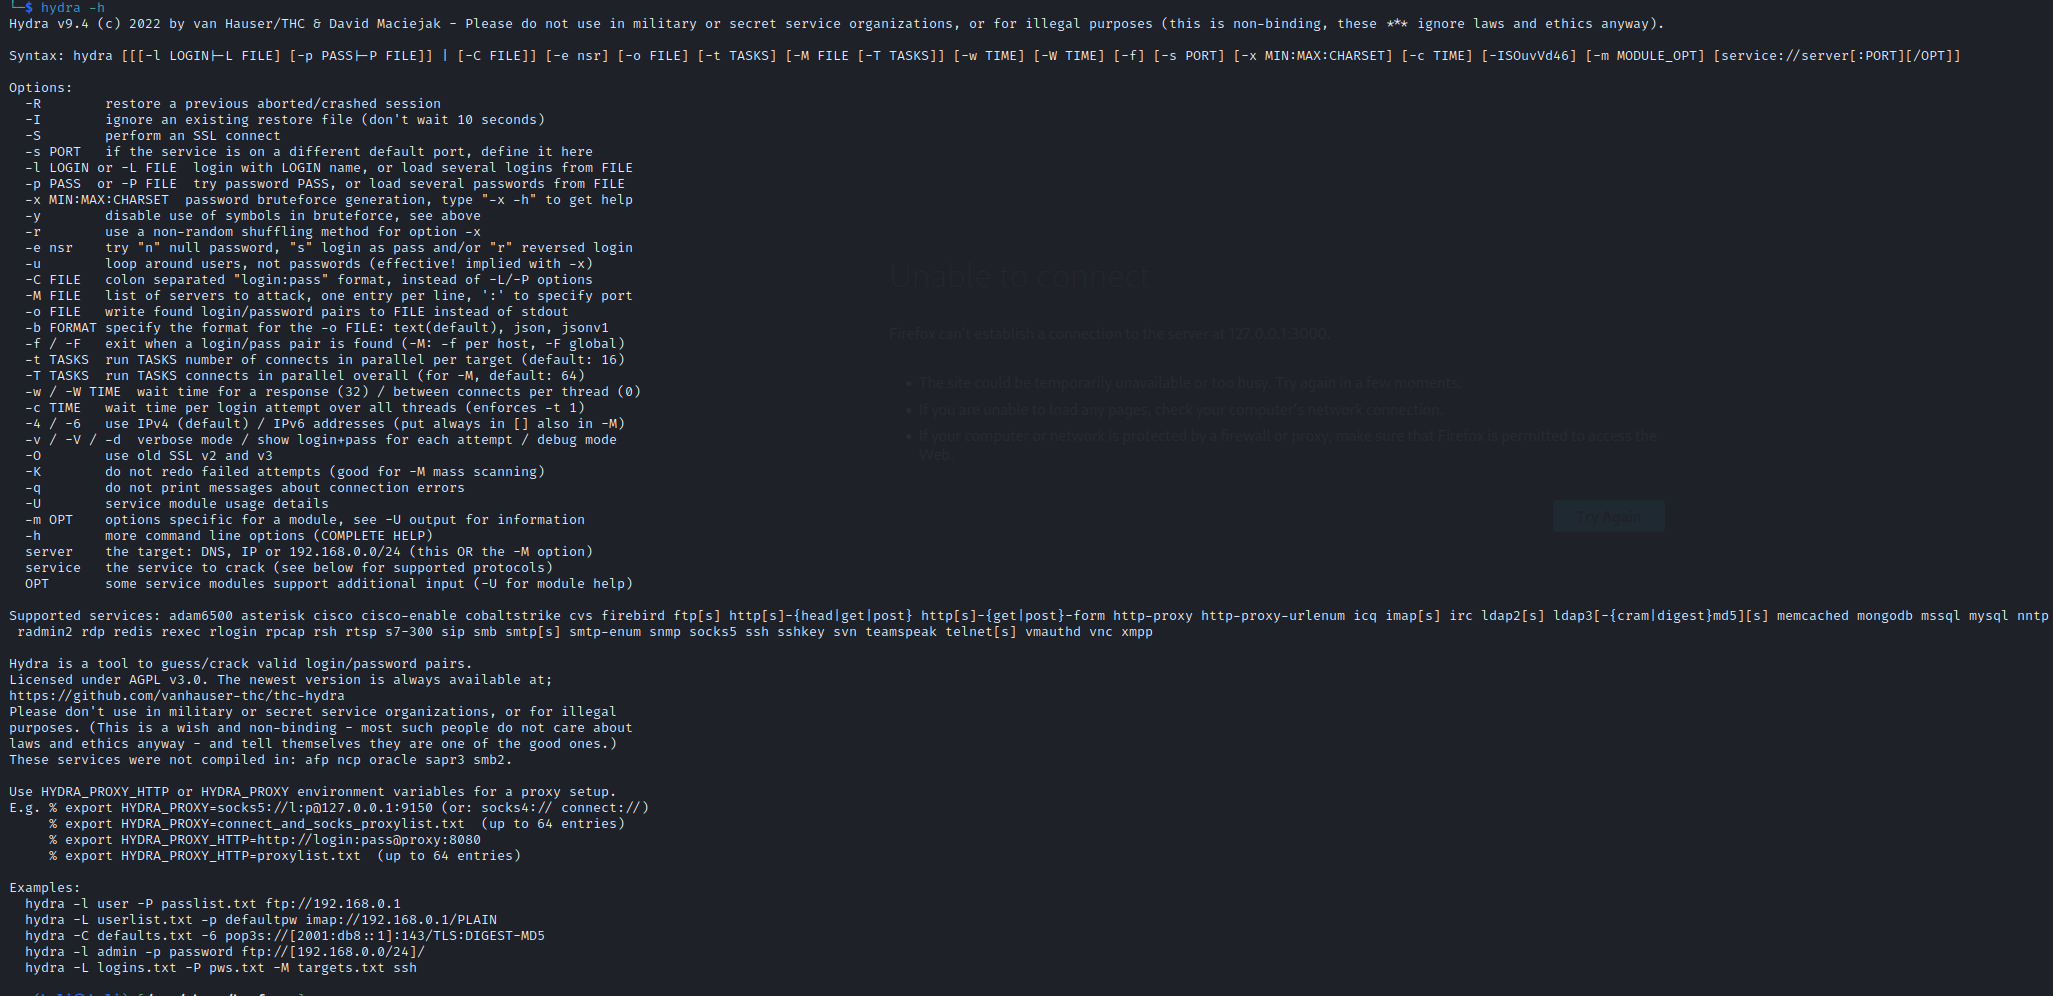 └─$ hydra -h
Hydra v9.4 (c) 2022 by van Hauser/THC & David Maciejak - Please do not use in military or secret service organizations, or for illegal purposes (this is non-binding, these *** ignore laws and ethics anyway).
Syntax: hydra [[[-l LOGIN|-L FILE] [-p PASS|-P FILE]] | [-C FILE]] [-e nsr] [-o FILE] [-t TASKS] [-M FILE [-T TASKS]] [-w TIME] [-W TIME] [-f] [-s PORT] [-x MIN:MAX:CHARSET] [-c TIME] [-ISOuvVd46] [-m MODULE_OPT] [service://server[:PORT][/OPT]]
Options:
-R restore a previous aborted/crashed session
-I ignore an existing restore file (don't wait 10 seconds)
-S perform an SSL connect
-s PORT if the service is on a different default port, define it here
-l LOGIN or -L FILE login with LOGIN name, or load several logins from FILE
-p PASS or -P FILE try password PASS, or load several passwords from FILE
-x MIN:MAX:CHARSET password bruteforce generation, type "-x -h" to get help
-y disable use of symbols in bruteforce, see above
-r use a non-random shuffling method for option -x
-e nsr try "n" null password, "s" login as pass and/or "r" reversed login
-u loop around users, not passwords (effective! implied with -x)
-C FILE colon separated "login:pass" format, instead of -L/-P options
-M FILE list of servers to attack, one entry per line, ':' to specify port
-o FILE write found login/password pairs to FILE instead of stdout
-b FORMAT specify the format for the -o FILE: text(default), json, jsonv1
-f / -F exit when a login/pass pair is found (-M: -f per host, -F global)
-t TASKS run TASKS number of connects in parallel per target (default: 16)
-T TASKS run TASKS connects in parallel overall (for -M, default: 64)
-w / -W TIME wait time for a response (32) / between connects per thread (0)
-c TIME wait time per login attempt over all threads (enforces -t 1)
-4 / -6 use IPv4 (default) / IPv6 addresses (put always in [] also in -M)
-v / -V / -d verbose mode / show login+pass for each attempt / debug mode
-O use old SSL v2 and v3
-K do not redo failed attempts (good for -M mass scanning)
-q do not print messages about connection errors
-U service module usage details
-m OPT options specific for a module, see -U output for information
-h more command line options (COMPLETE HELP)
server the target: DNS, IP or 192.168.0.0/24 (this OR the -M option)
service the service to crack (see below for supported protocols)
OPT some service modules support additional input (-U for module help)
Supported services: adam6500 asterisk cisco cisco-enable cobaltstrike cvs firebird ftp[s] http[s]-{head|get|post} http[s]-{get|post}-form http-proxy http-proxy-urlenum icq imap[s] irc ldap2[s] ldap3[-{cram|digest}md5][s] memcached mongodb mssql mysql nntp
radmin2 rdp redis rexec rlogin rpcap rsh rtsp s7-300 sip smb smtp[s] smtp-enum snmp socks5 ssh sshkey svn teamspeak telnet[s] vmauthd vnc xmpp
Hydra is a tool to guess/crack valid login/password pairs.
Licensed under AGPL v3.0. The newest version is always available at;
https://github.com/vanhauser-thc/thc-hydra
Please don't use in military or secret service organizations, or for illegal
purposes. (This is a wish and non-binding - most such people do not care about
laws and ethics anyway - and tell themselves they are one of the good ones.)
These services were not compiled in: afp ncp oracle sapr3 smb2.
Use HYDRA_PROXY_HTTP or HYDRA_PROXY environment variables for a proxy setup.
E.g. % export HYDRA_PROXY=socks5://l:p@127.0.0.1:9150 (or: socks4:// connect://)
% export HYDRA_PROXY=connect_and_socks_proxylist.txt (up to 64 entries)
% export HYDRA_PROXY_HTTP=http://login:pass@proxy:8080
% export HYDRA_PROXY_HTTP=proxylist.txt (up to 64 entries)
Examples:
hydra -l user -P passlist.txt ftp://192.168.0.1
hydra -L userlist.txt -p defaultpw imap://192.168.0.1/PLAIN
hydra -C defaults.txt -6 pop3s://[2001:db8::1]:143/TLS:DIGEST-MD5
hydra -l admin -p password ftp://[192.168.0.0/24]/
hydra -L logins.txt -P pws.txt -M targets.txt ssh
Unable to connect
Firefox can't establish a connection to the server at 127.0.0.1:3000.
• The site could be temporarily unavailable or too busy. Try again in a few moments.
• If you are unable to load any pages, check your computer's network connection.
• If your computer or network is protected by a firewall or proxy, make sure that Firefox is permitted to access the
Web.
Try Again